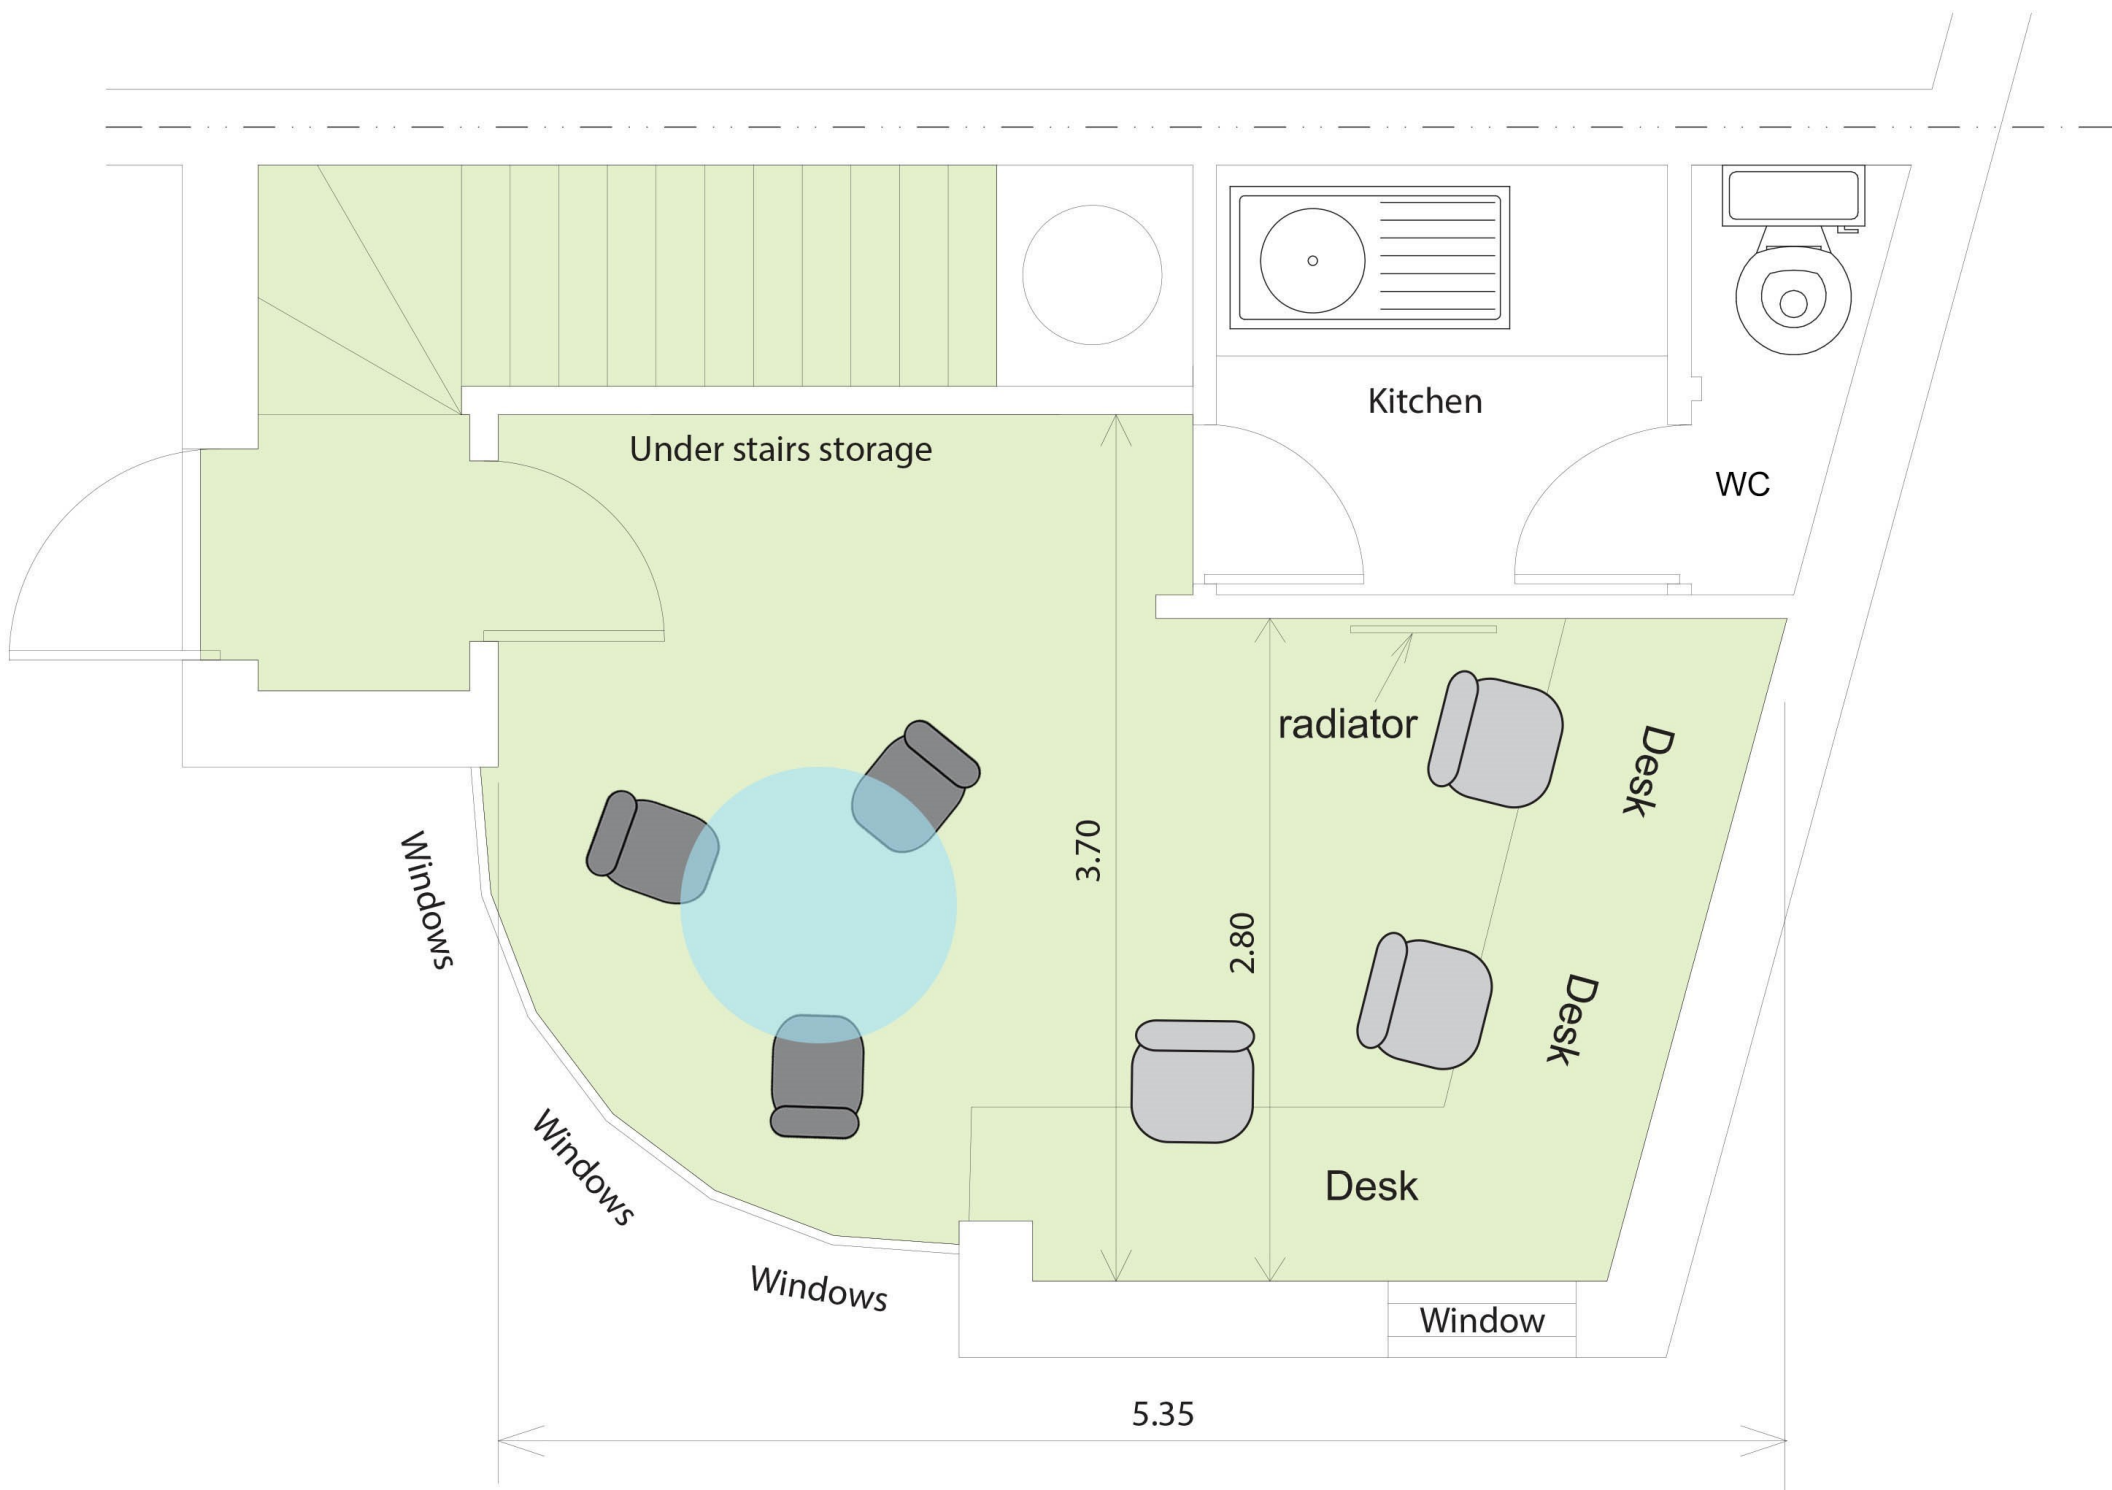 Kitchen
Under stairs storage
WC
radiator
Desk
3.70
Windows
2.80
Desk
Windows
Desk
Windows
Window
5.35